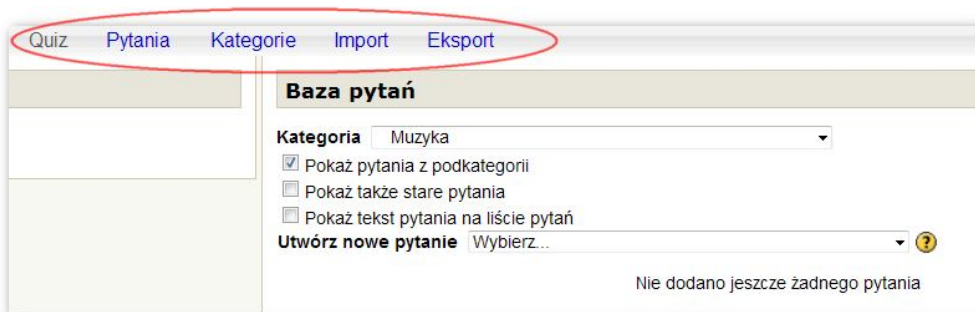 Quiz Pytania Kategorie Import Eksport
Baza pytań
Kategoria Muzyka
Pokaż pytania z podkategorii
Pokaż także stare pytania
Pokaż tekst pytania na liście pytań
Utwórz nowe pytanie Wybierz... ?
Nie dodano jeszcze żadnego pytania